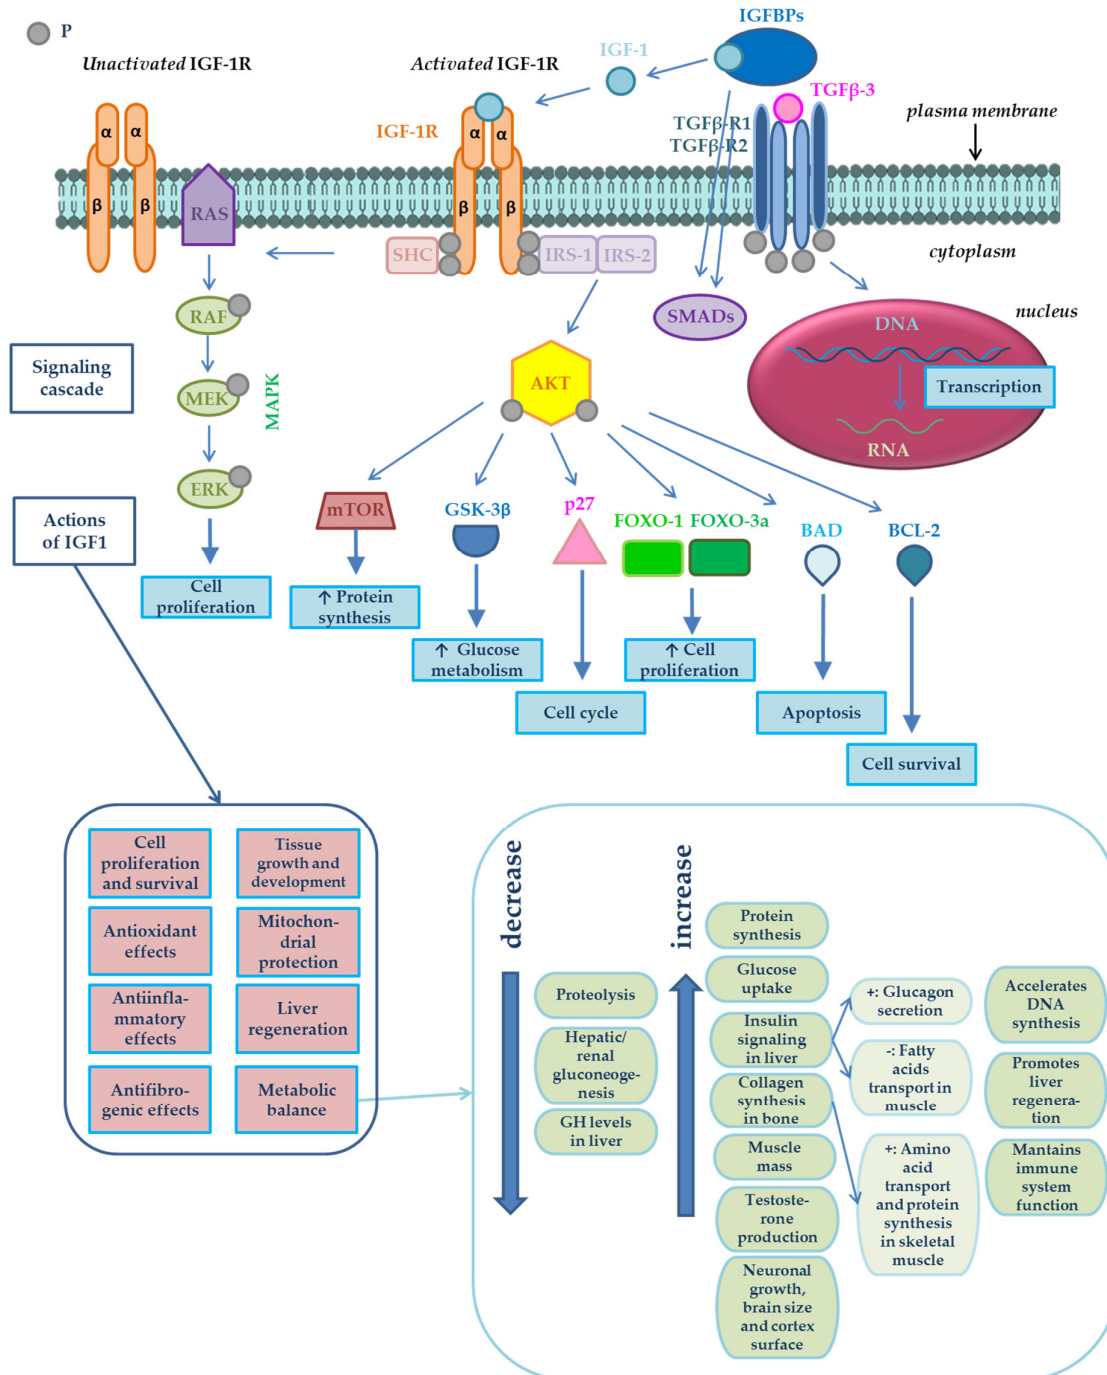 P
IGFBPs
IGF-1
Unactivated IGF-1R
Activated IGF-1R
TGFβ-3
IGF-1R
TGFβ-R1
TGFβ-R2
plasma membrane
α α
α α
β β
β β
RAS
SHC
IRS-1 IRS-2
cytoplasm
RAF
SMADs
nucleus
DNA
Signaling
cascade
MEK
MAPK
AKT
Transcription
RNA
ERK
Actions
of IGF1
mTOR
GSK-3β
p27
FOXO-1 FOXO-3a
BAD
BCL-2
Cell
proliferation
↑ Protein
synthesis
↑ Glucose
metabolism
↑ Cell
proliferation
Cell cycle
Apoptosis
Cell survival
Cell
proliferation
and survival
Tissue
growth and
development
Antioxidant
effects
Mitochon-
drial
protection
Antiinfla-
mmatory
effects
Liver
regeneration
Antifibro-
genic effects
Metabolic
balance
decrease
Proteolysis
Hepatic/
renal
gluconeoge-
nesis
GH levels
in liver
increase
Protein
synthesis
Glucose
uptake
Insulin
signaling
in liver
Collagen
synthesis
in bone
Muscle
mass
Testoste-
rone
production
Neuronal
growth,
brain size
and cortex
surface
+: Glucagon
secretion
-: Fatty
acids
transport in
muscle
+: Amino
acid
transport
and protein
synthesis
in skeletal
muscle
Accelerates
DNA
synthesis
Promotes
liver
regenera-
tion
Mantains
immune
system
function